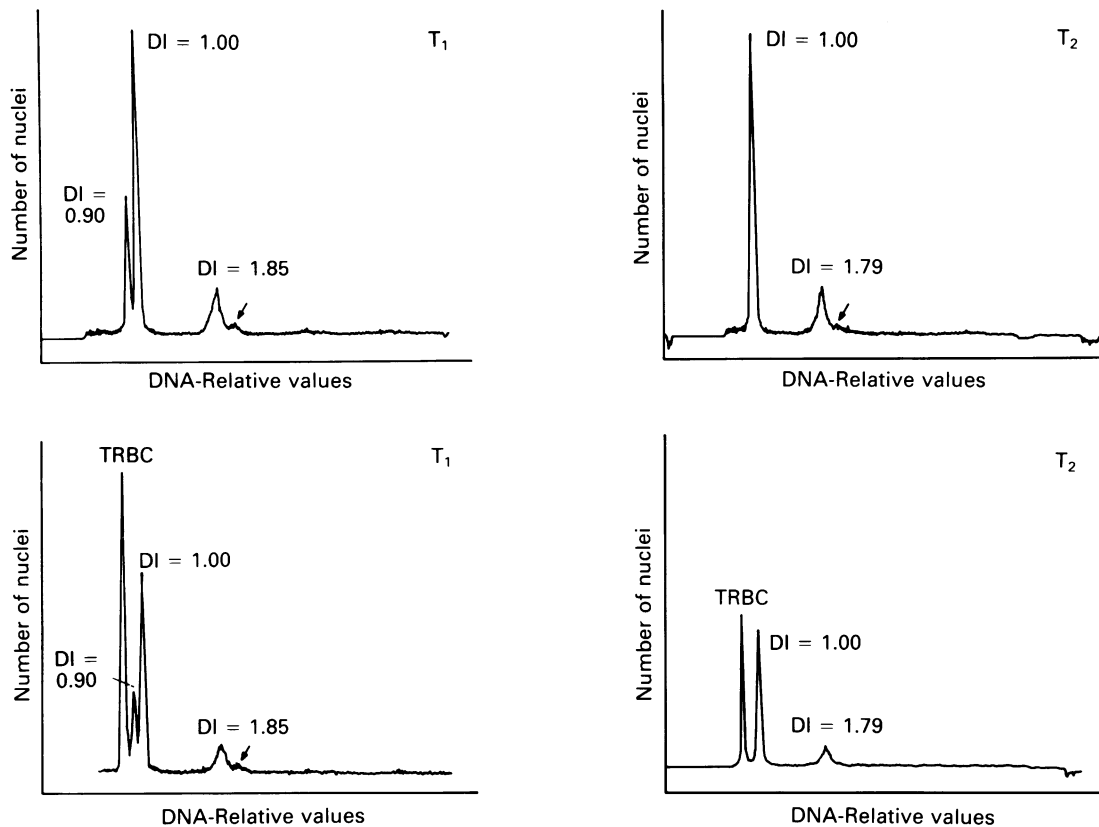 DI = 1.00
T1
Number of nuclei
DI =
0.90
DI = 1.85
DNA-Relative values
DI = 1.00
T2
Number of nuclei
DI = 1.79
DNA-Relative values
TRBC
T1
Number of nuclei
DI = 1.00
DI =
0.90
DI = 1.85
DNA-Relative values
T2
Number of nuclei
TRBC
DI = 1.00
DI = 1.79
DNA-Relative values